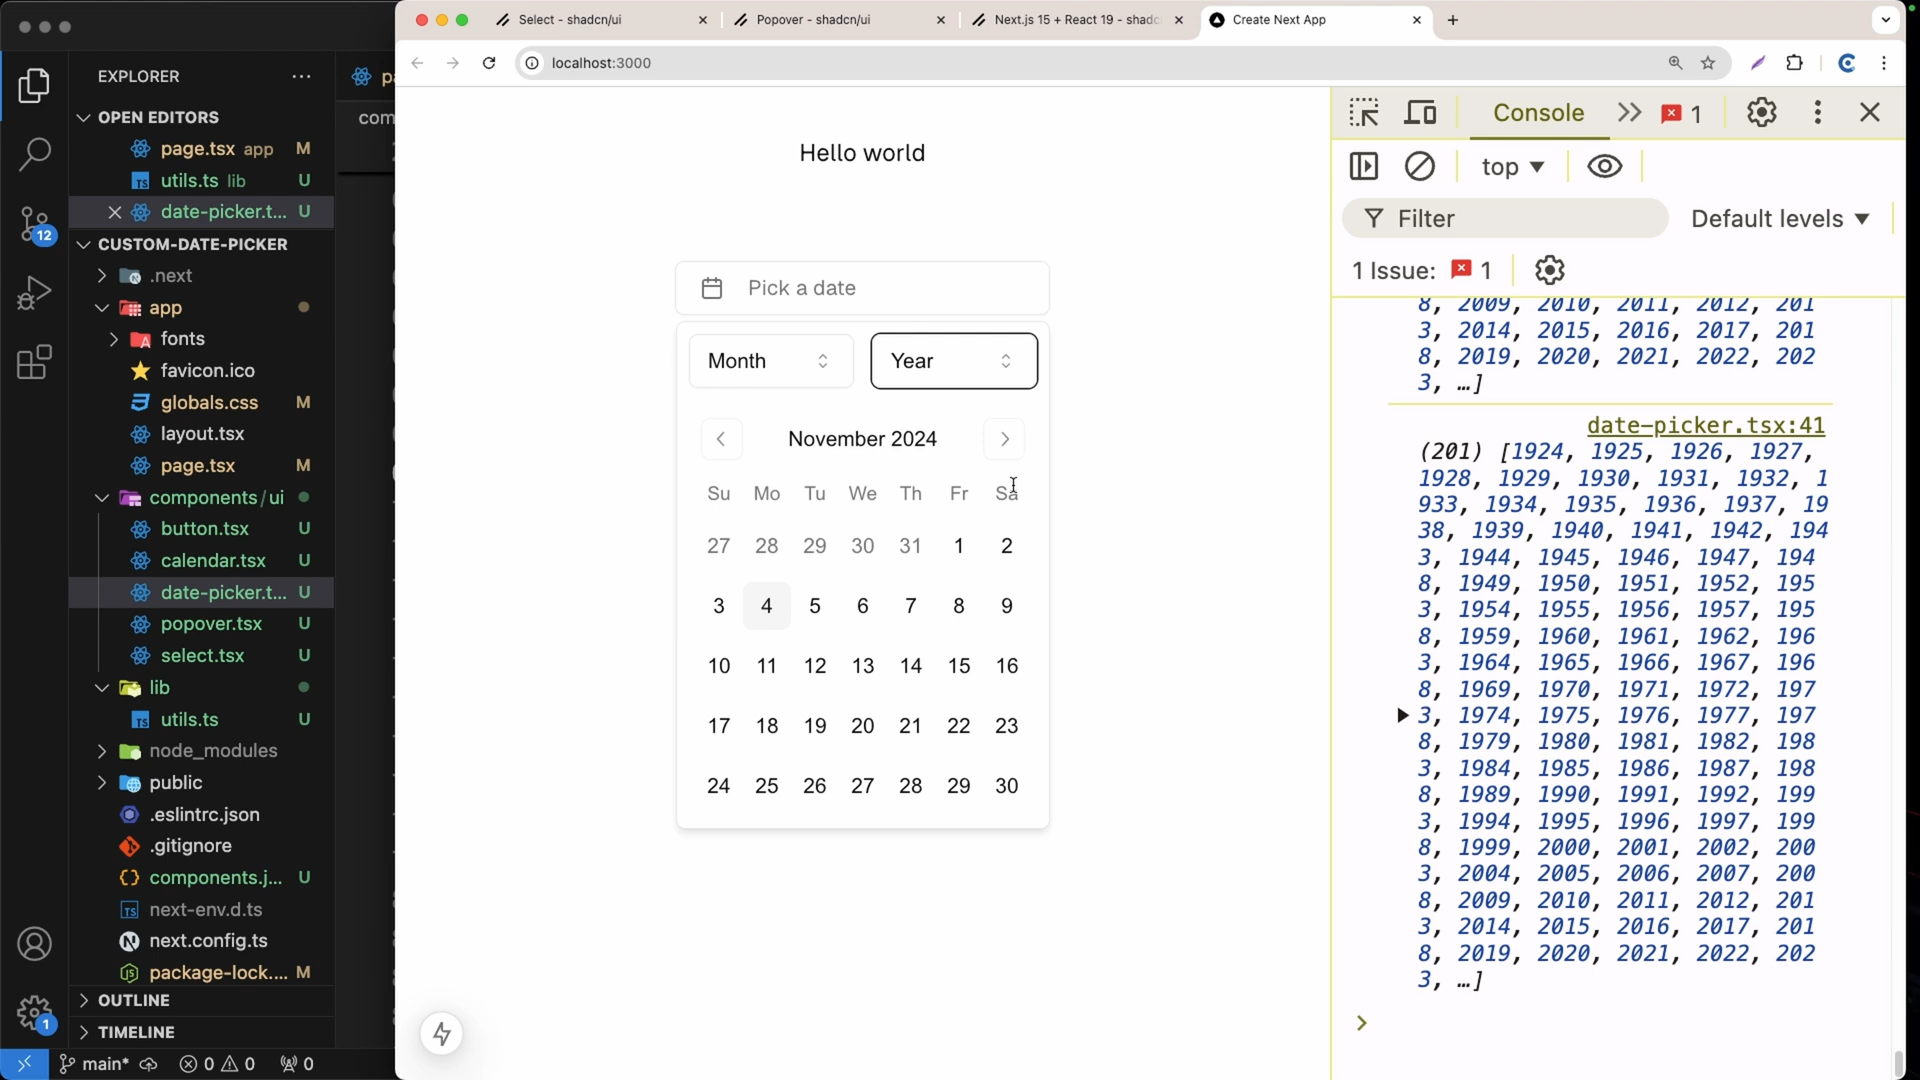 Select - shadcn/ui
Popover - shadcn/ui
Next.js 15 + React 19 - shadc
Create Next App
localhost:3000
EXPLORER
OPEN EDITORS
page.tsx app M
utils.ts lib U
date-picker.t... U
CUSTOM-DATE-PICKER
.next
app
fonts
favicon.ico
globals.css M
layout.tsx
page.tsx M
components/ui
button.tsx U
calendar.tsx U
date-picker.t... U
popover.tsx U
select.tsx U
lib
utils.ts U
node_modules
public
.eslintrc.json
.gitignore
components.j... U
next-env.d.ts
next.config.ts
package-lock.... M
OUTLINE
TIMELINE
12
1
main* 0 0 0
com
Hello world
Pick a date
Month Year
November 2024
Su Mo Tu We Th Fr Sa
27 28 29 30 31 1 2
3 4 5 6 7 8 9
10 11 12 13 14 15 16
17 18 19 20 21 22 23
24 25 26 27 28 29 30
Console 1
top
Filter Default levels
1 Issue: 1
8, 2009, 2010, 2011, 2012, 201
3, 2014, 2015, 2016, 2017, 201
8, 2019, 2020, 2021, 2022, 202
3, …]
date-picker.tsx:41
(201) [1924, 1925, 1926, 1927,
1928, 1929, 1930, 1931, 1932, 1
933, 1934, 1935, 1936, 1937, 19
38, 1939, 1940, 1941, 1942, 194
3, 1944, 1945, 1946, 1947, 194
8, 1949, 1950, 1951, 1952, 195
3, 1954, 1955, 1956, 1957, 195
8, 1959, 1960, 1961, 1962, 196
3, 1964, 1965, 1966, 1967, 196
8, 1969, 1970, 1971, 1972, 197
3, 1974, 1975, 1976, 1977, 197
8, 1979, 1980, 1981, 1982, 198
3, 1984, 1985, 1986, 1987, 198
8, 1989, 1990, 1991, 1992, 199
3, 1994, 1995, 1996, 1997, 199
8, 1999, 2000, 2001, 2002, 200
3, 2004, 2005, 2006, 2007, 200
8, 2009, 2010, 2011, 2012, 201
3, 2014, 2015, 2016, 2017, 201
8, 2019, 2020, 2021, 2022, 202
3, …]